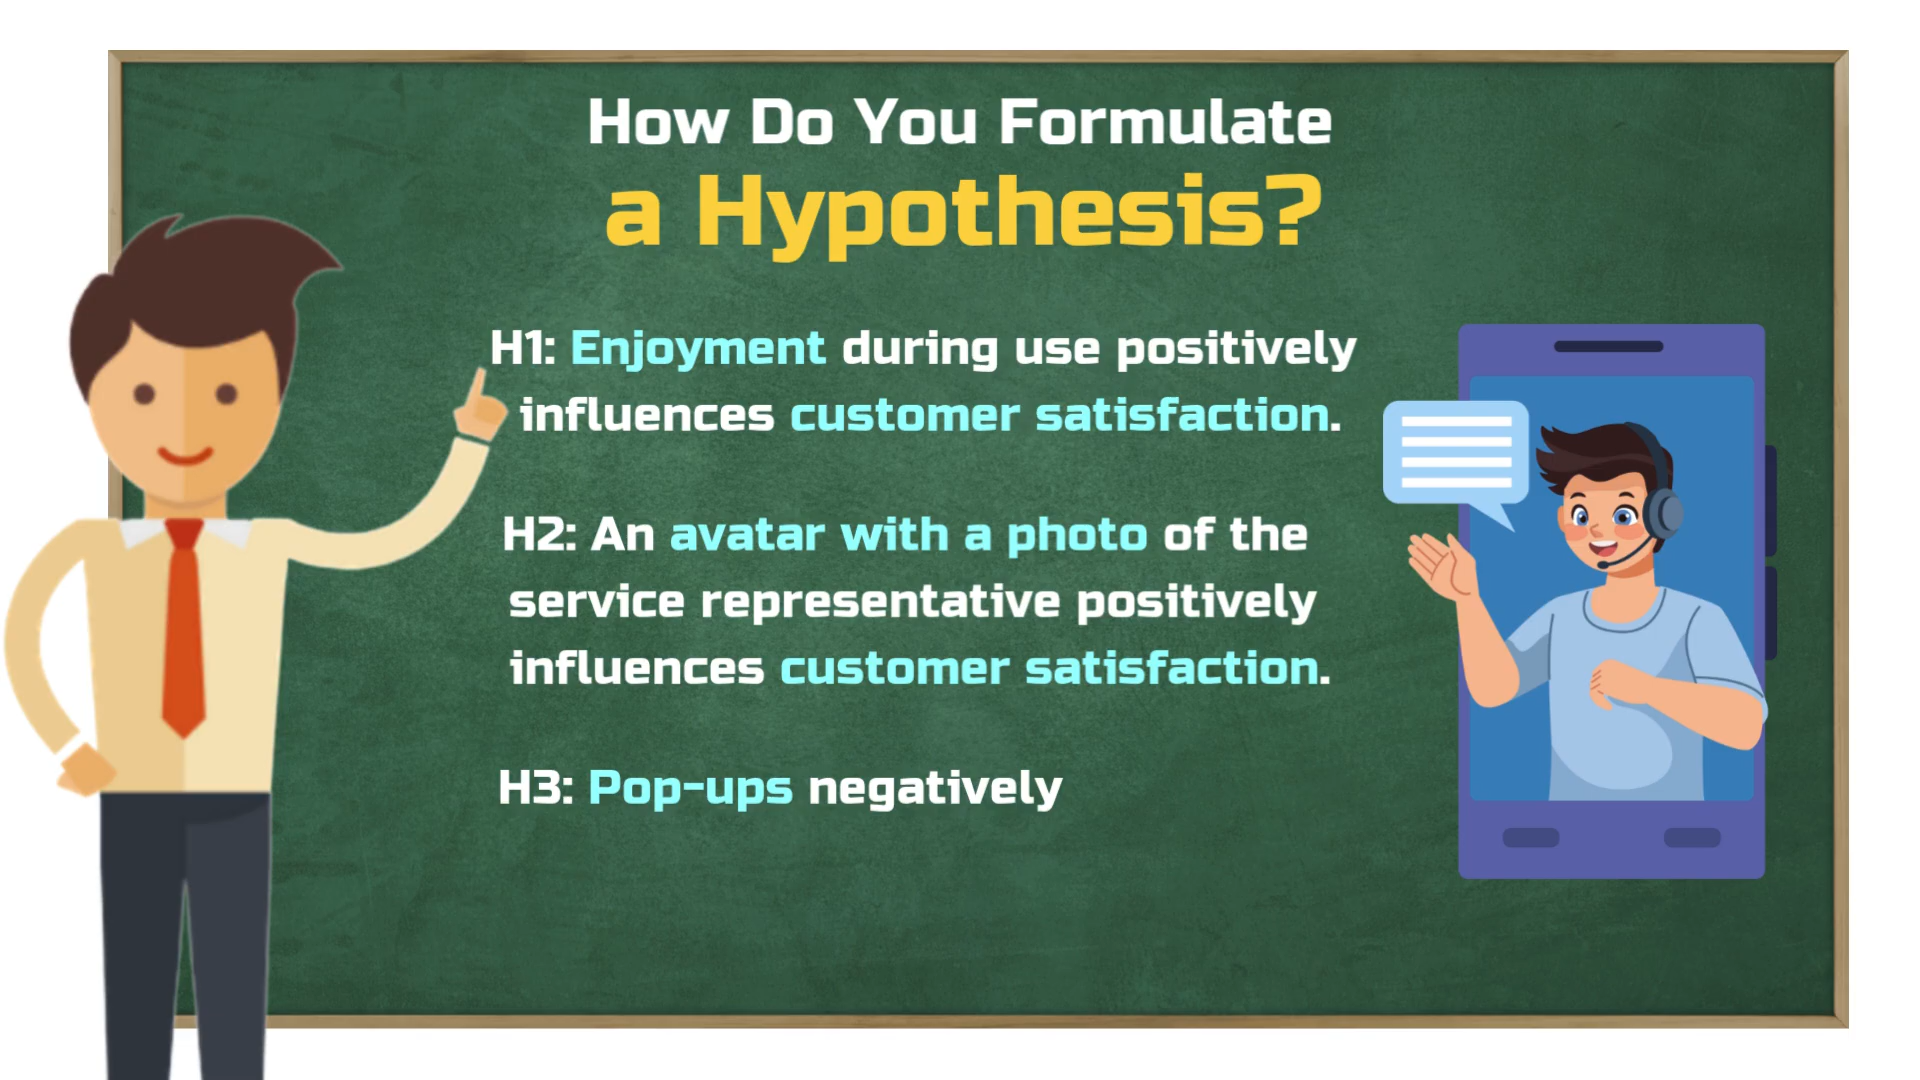 How Do You Formulate
a Hypothesis?
H1: Enjoyment during use positively
influences customer satisfaction.
H2: An avatar with a photo of the
service representative positively
influences customer satisfaction.
H3: Pop-ups negatively